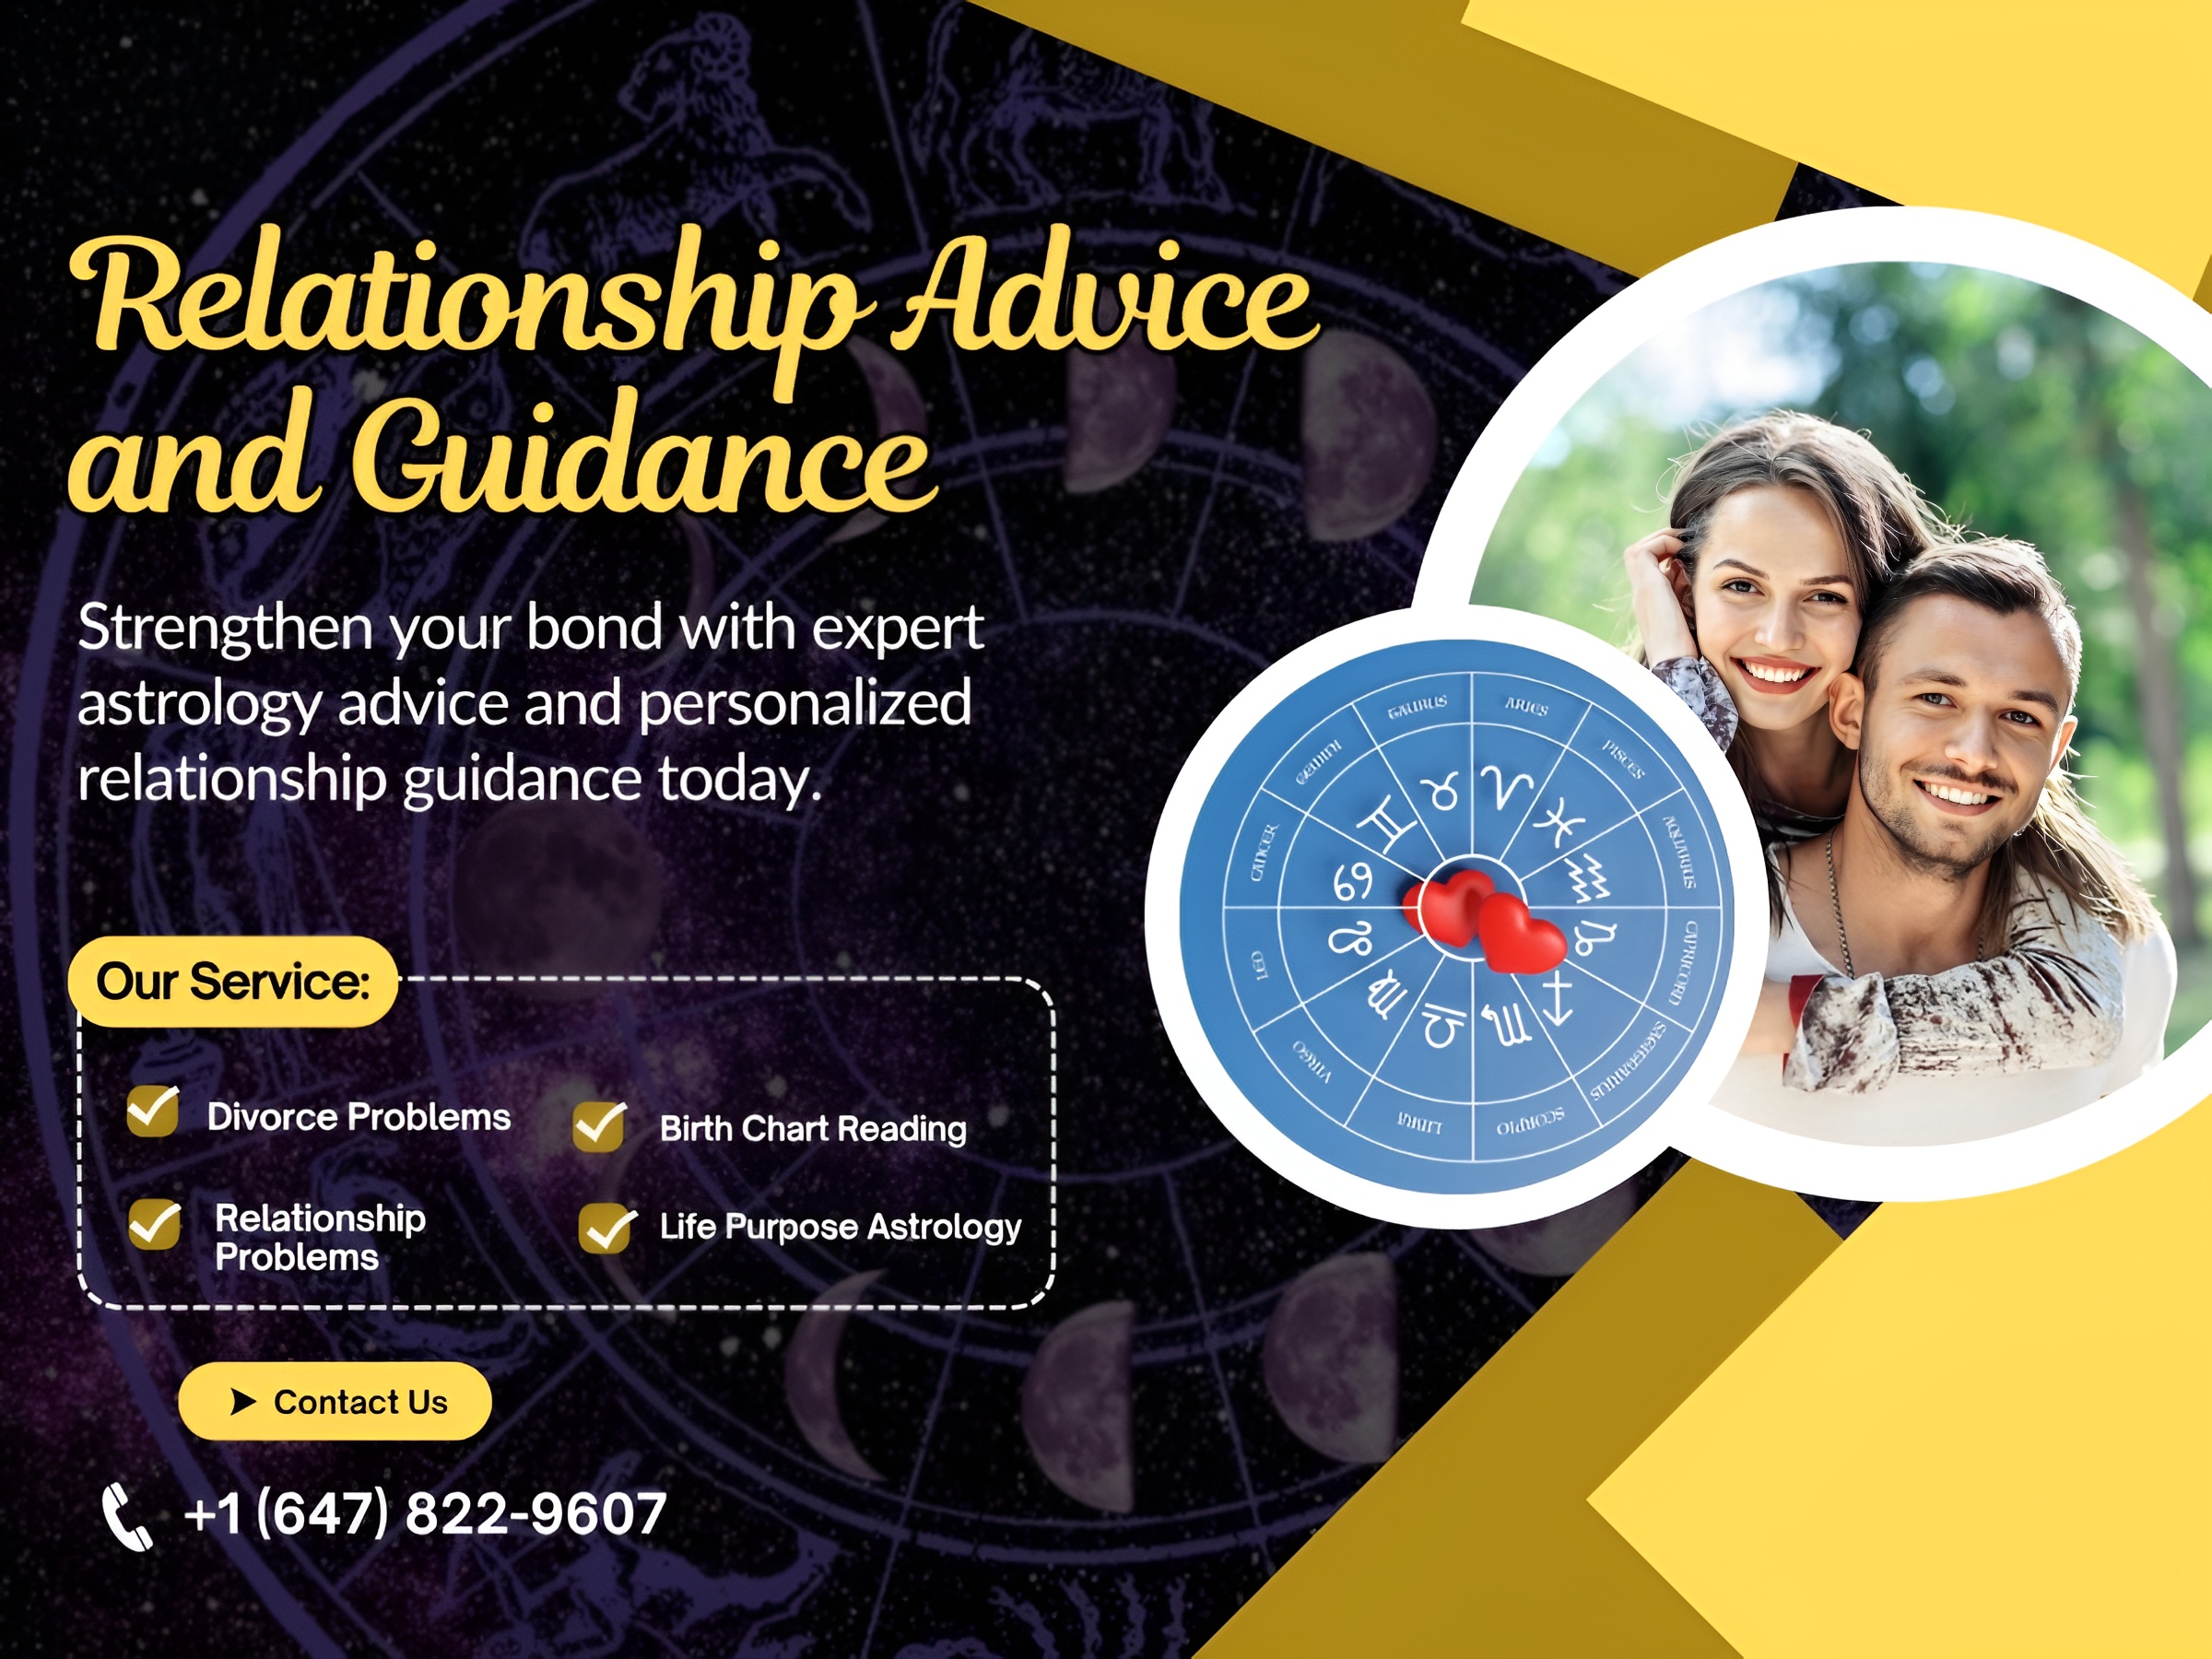 Relationship Advice
and Guidance
Strengthen your bond with expert
astrology advice and personalized
relationship guidance today.
Our Service:
Divorce Problems
Birth Chart Reading
Relationship
Problems
Life Purpose Astrology
Contact Us
+1 (647) 822-9607
TAURUS
ARIES
GEMINI
PISCES
CANCER
AQUARIUS
LEO
CAPRICORN
VIRGO
SAGITTARIUS
LIBRA
SCORPIO